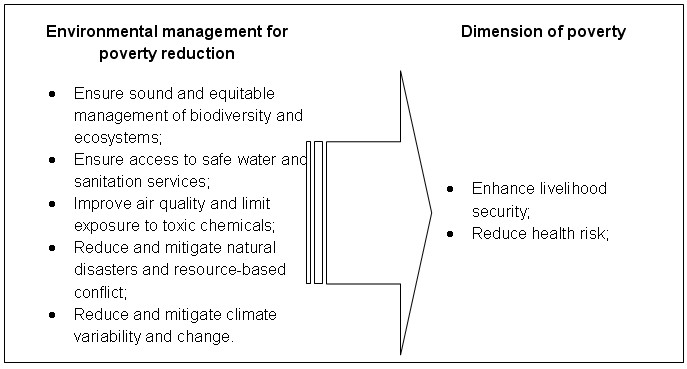 Environmental management for
poverty reduction
• Ensure sound and equitable
management of biodiversity and
ecosystems;
• Ensure access to safe water and
sanitation services;
• Improve air quality and limit
exposure to toxic chemicals;
• Reduce and mitigate natural
disasters and resource-based
conflict;
• Reduce and mitigate climate
variability and change.
Dimension of poverty
• Enhance livelihood
security;
• Reduce health risk;